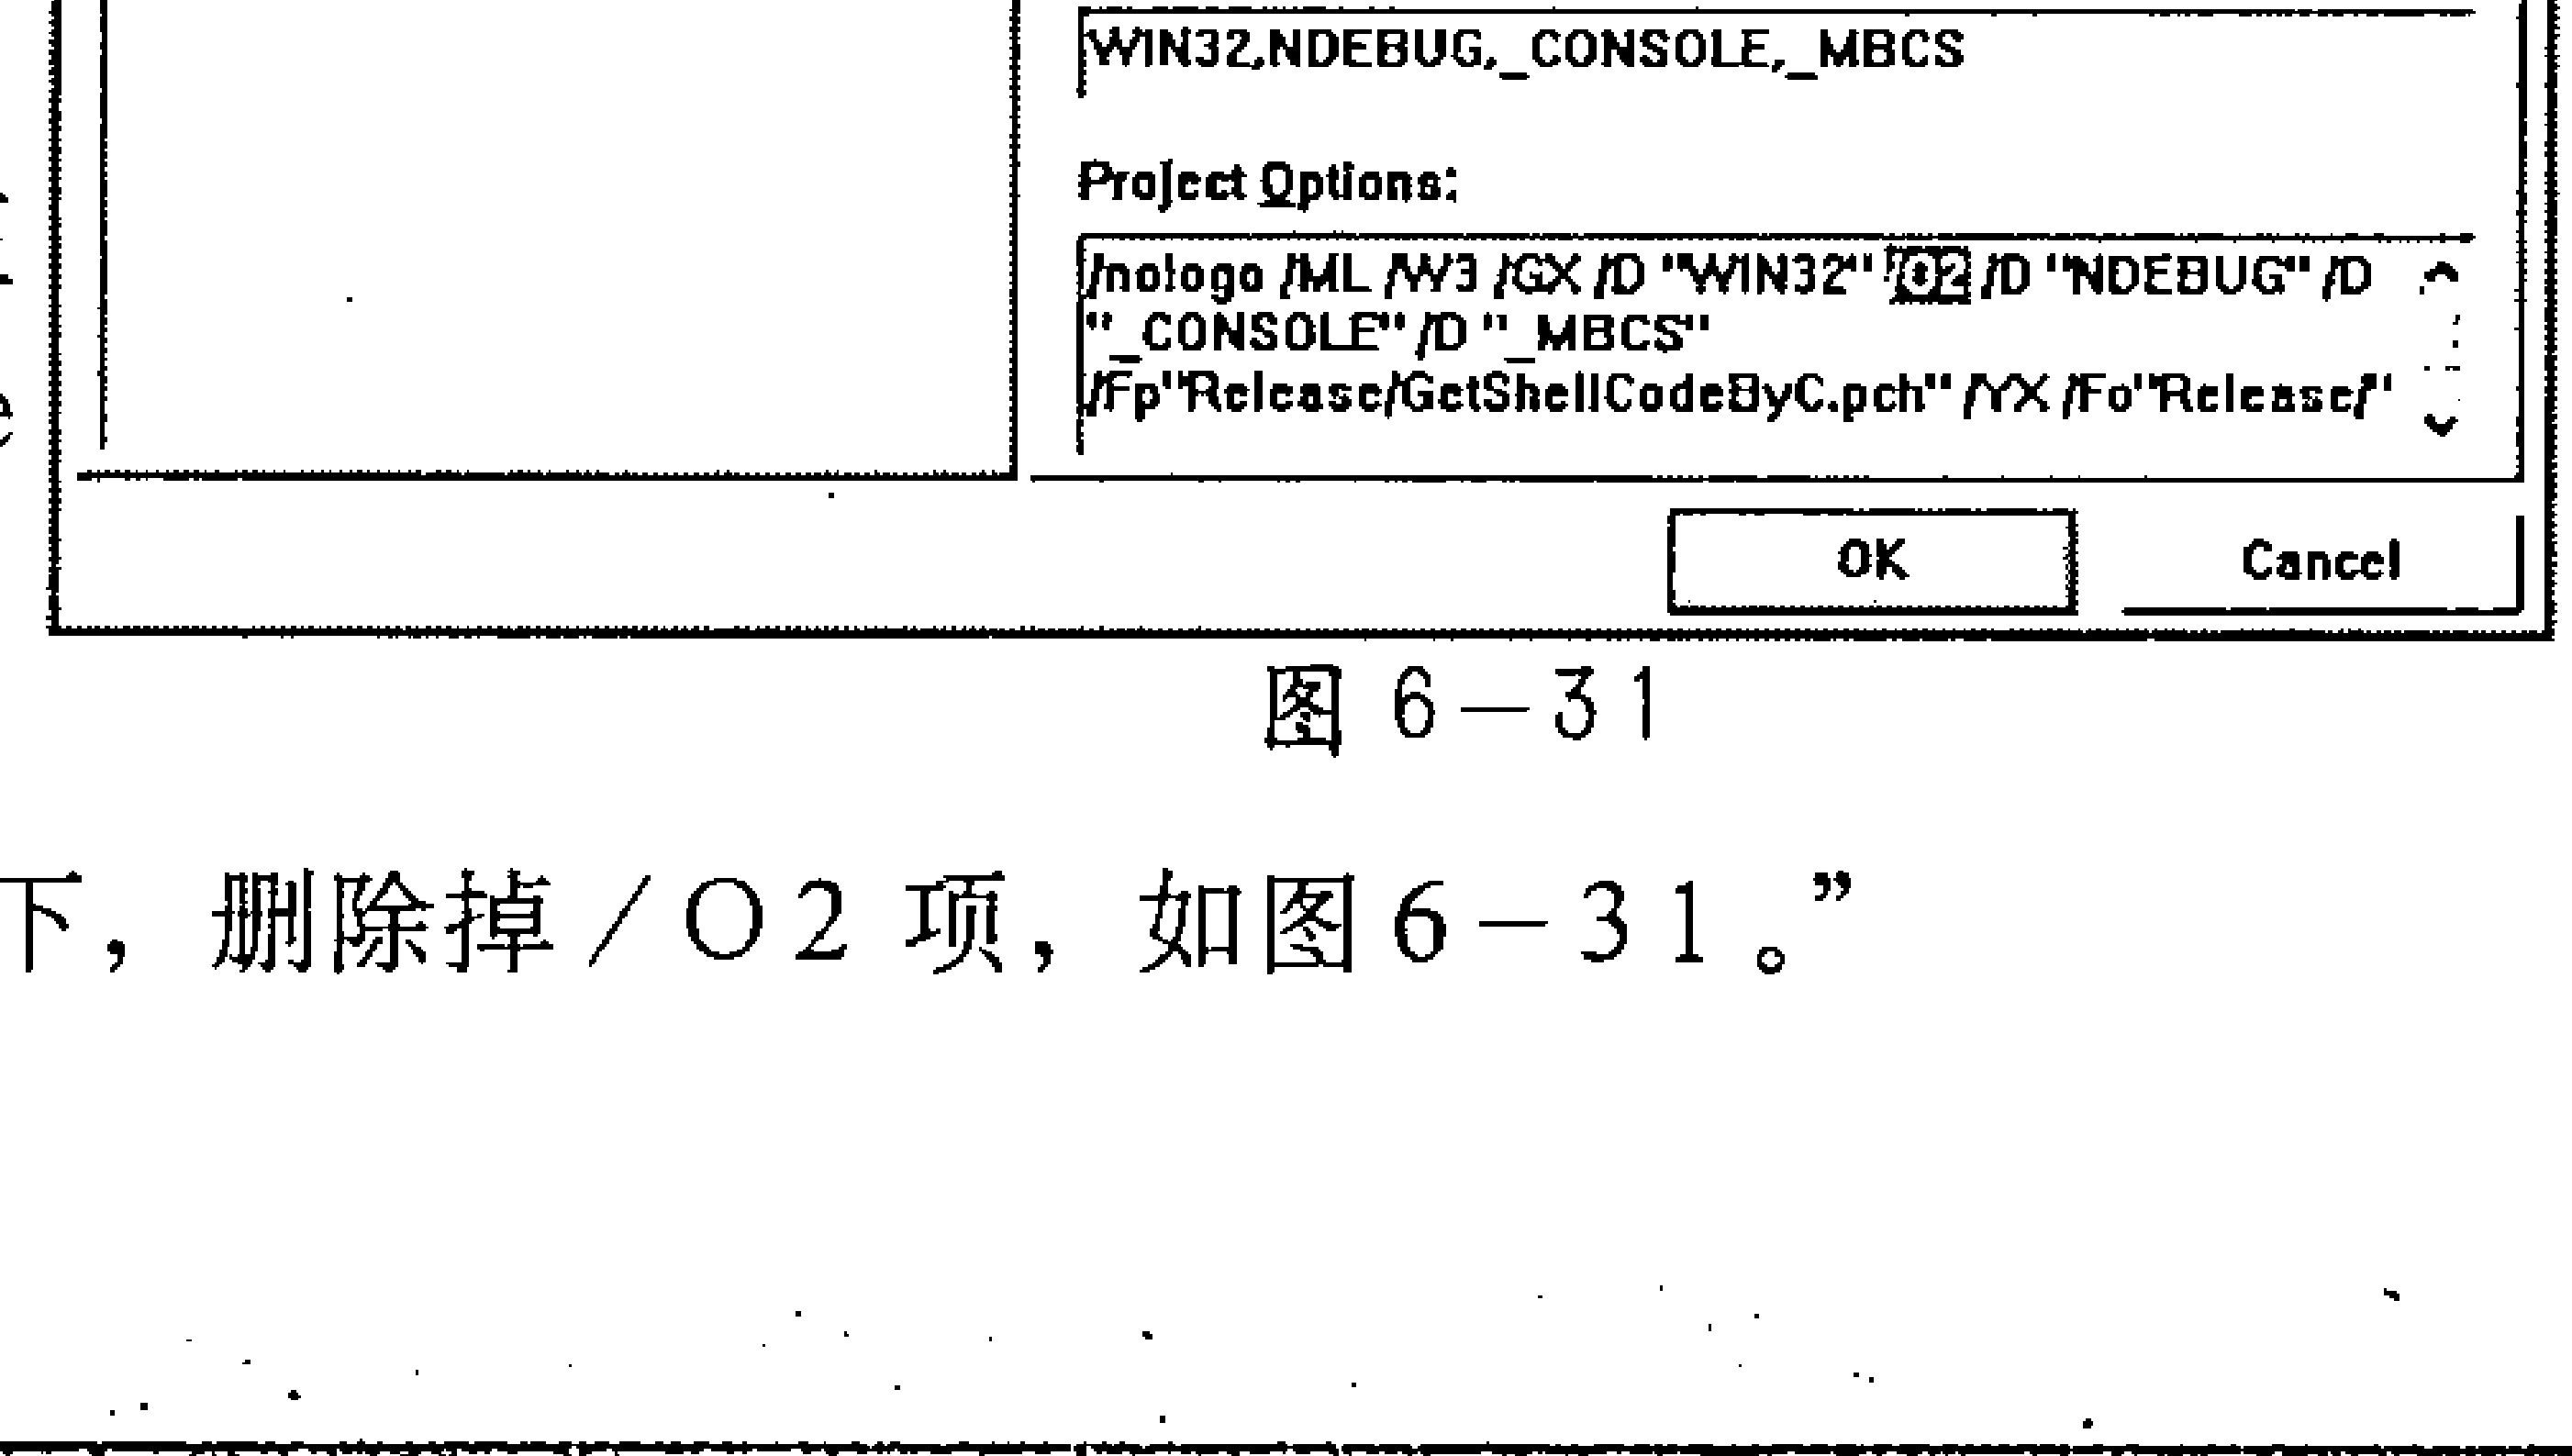 WIN32,NDEBUG,_CONSOLE,_MBCS
Project Options:
/nologo /ML /W3 /GX /D "WIN32" /O2 /D "NDEBUG" /D
"_CONSOLE" /D "_MBCS"
/Fp"Release/GetShellCodeByC.pch" /YX /Fo"Release/"
OK Cancel
图 6-31
下，删除掉/O2 项，如图6-31。”